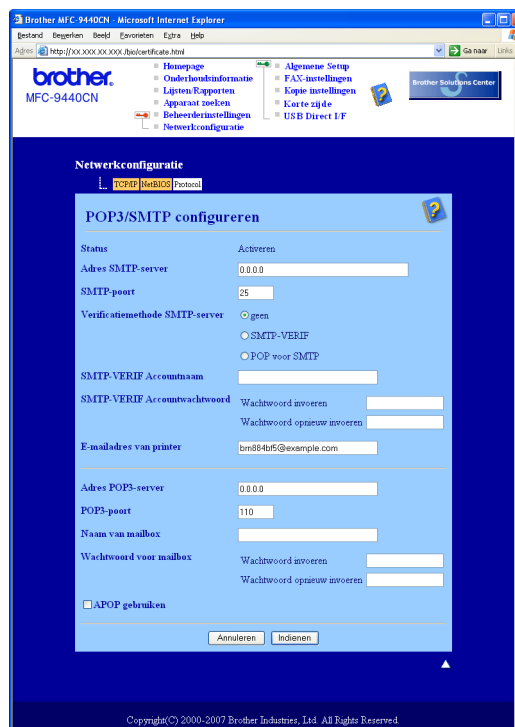 Brother MFC-9440CN - Microsoft Internet Explorer
Bestand Bewerken Beeld Favorieten Extra Help
Adres http://XX.XXX.XX.XXX./bio/certificate.html Ga naar Links
brother.
MFC-9440CN
Homepage
Onderhoudsinformatie
Lijsten/Rapporten
Apparaat zoeken
Beheerderinstellingen
Netwerkconfiguratie
Algemene Setup
FAX-instellingen
Kopie instellingen
Korte zijde
USB Direct I/F
Brother Solutions Center
Netwerkconfiguratie
TCP/IP NetBIOS Protocol
POP3/SMTP configureren
Status Activeren
Adres SMTP-server 0.0.0.0
SMTP-poort 25
Verificatiemethode SMTP-server geen
SMTP-VERIF
POP voor SMTP
SMTP-VERIF Accountnaam
SMTP-VERIF Accountwachtwoord Wachtwoord invoeren
Wachtwoord opnieuw invoeren
E-mailadres van printer brn884bf5@example.com
Adres POP3-server 0.0.0.0
POP3-poort 110
Naam van mailbox
Wachtwoord voor mailbox Wachtwoord invoeren
Wachtwoord opnieuw invoeren
APOP gebruiken
Annuleren Indienen
Copyright(C) 2000-2007 Brother Industries, Ltd. All Rights Reserved.